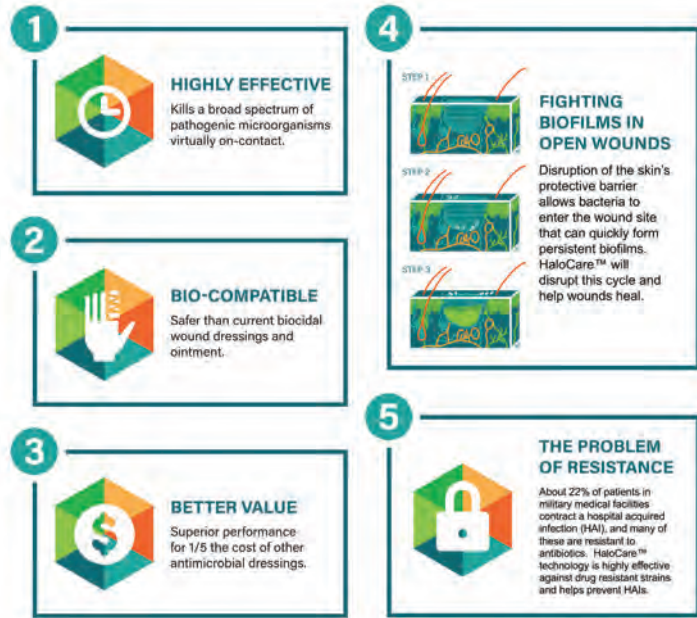 1
HIGHLY EFFECTIVE
Kills a broad spectrum of
pathogenic microorganisms
virtually on-contact.
2
BIO-COMPATIBLE
Safer than current biocidal
wound dressings and
ointment.
3
$
BETTER VALUE
Superior performance
for 1/5 the cost of other
antimicrobial dressings.
4
STEP 1
STEP 2
STEP 3
FIGHTING
BIOFILMS IN
OPEN WOUNDS
Disruption of the skin's
protective barrier
allows bacteria to
enter the wound site
that can quickly form
persistent biofilms.
HaloCare™ will
disrupt this cycle and
help wounds heal.
5
THE PROBLEM
OF RESISTANCE
About 22% of patients in
military medical facilities
contract a hospital acquired
infection (HAI), and many of
these are resistant to
antibiotics. HaloCare™
technology is highly effective
against drug resistant strains
and helps prevent HAIs.